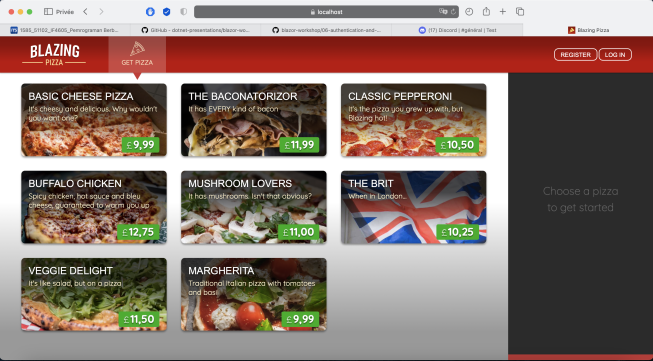 Privée
localhost
GitHub - dotnet-presentations/blazor-wo...
blazor-workshop/06-authentication-and-...
(17) Discord | #général | Test
Blazing Pizza
BLAZING
PIZZA
GET PIZZA
REGISTER
LOG IN
BASIC CHEESE PIZZA
It's cheesy and delicious. Why wouldn't
you want one?
£9,99
THE BACONATORIZOR
It has EVERY kind of bacon
£11,99
CLASSIC PEPPERONI
It's the pizza you grew up with, but
Blazing hot!
£10,50
Choose a pizza
to get started
BUFFALO CHICKEN
Spicy chicken, hot sauce and bleu
cheese, guaranteed to warm you up
£12,75
MUSHROOM LOVERS
It has mushrooms. Isn't that obvious?
£11,00
THE BRIT
When in London...
£10,25
VEGGIE DELIGHT
It's like salad, but on a pizza
£11,50
MARGHERITA
Traditional Italian pizza with tomatoes
and basil
£9,99